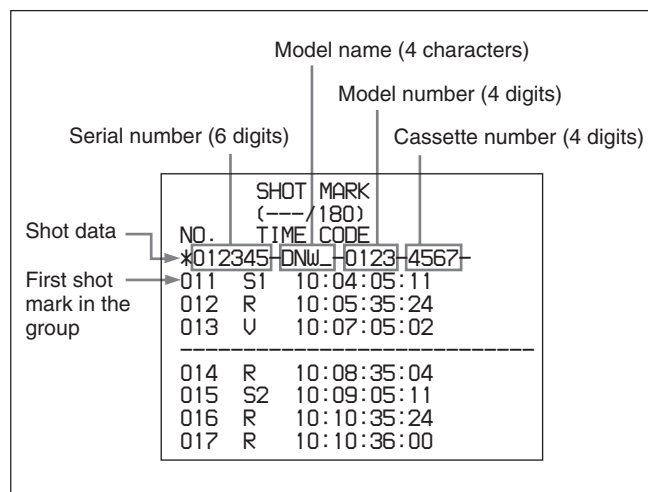 Model name (4 characters)
Model number (4 digits)
Serial number (6 digits)
Cassette number (4 digits)
SHOT MARK
(---/180)
NO. TIME CODE
Shot data
*012345-DNW_-0123-4567-
First shot mark in the group
011 S1 10:04:05:11
012 R 10:05:35:24
013 V 10:07:05:02
------------------------------
014 R 10:08:35:04
015 S2 10:09:05:11
016 R 10:10:35:24
017 R 10:10:36:00